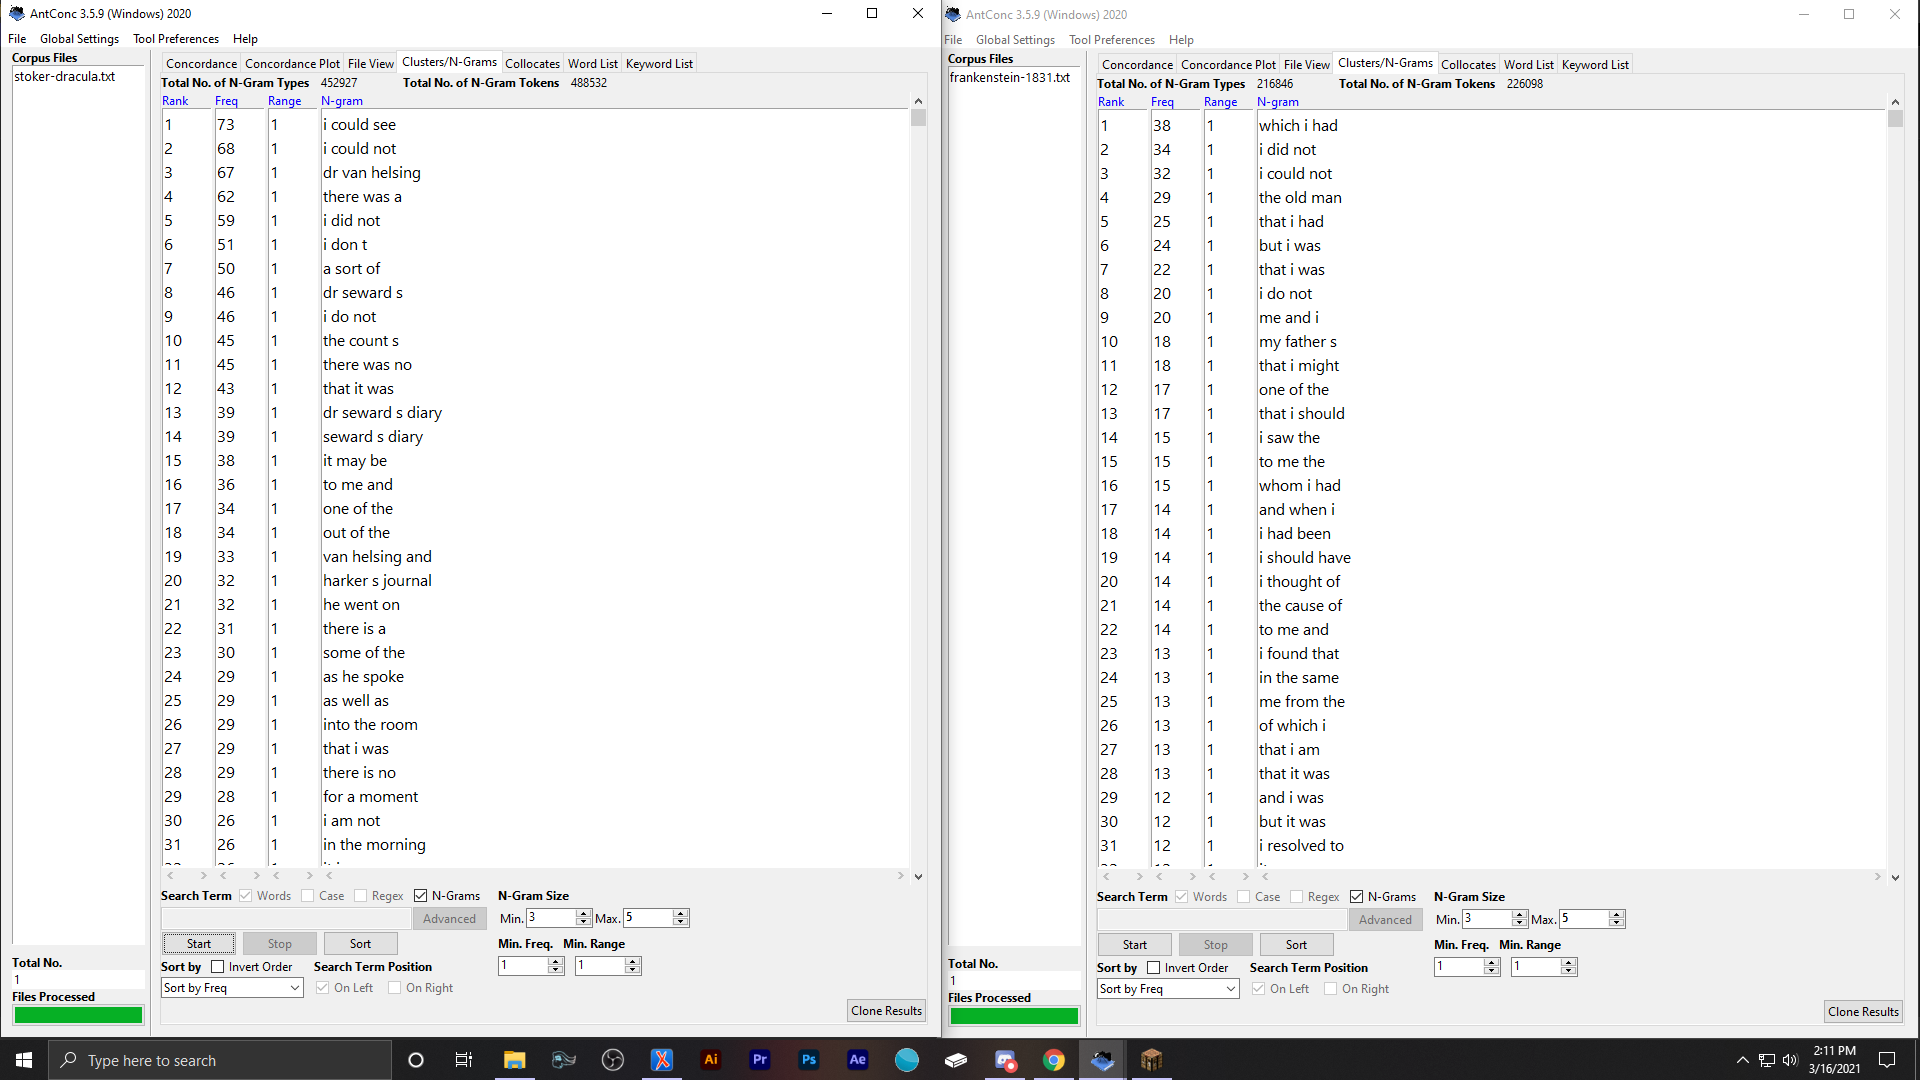 AntConc 3.5.9 (Windows) 2020
File Global Settings Tool Preferences Help
Corpus Files
stoker-dracula.txt
Concordance Concordance Plot File View Clusters/N-Grams Collocates Word List Keyword List
Total No. of N-Gram Types 452927 Total No. of N-Gram Tokens 488532
Rank Freq Range N-gram
1 73 1 i could see
2 68 1 i could not
3 67 1 dr van helsing
4 62 1 there was a
5 59 1 i did not
6 51 1 i don t
7 50 1 a sort of
8 46 1 dr seward s
9 46 1 i do not
10 45 1 the count s
11 45 1 there was no
12 43 1 that it was
13 39 1 dr seward s diary
14 39 1 seward s diary
15 38 1 it may be
16 36 1 to me and
17 34 1 one of the
18 34 1 out of the
19 33 1 van helsing and
20 32 1 harker s journal
21 32 1 he went on
22 31 1 there is a
23 30 1 some of the
24 29 1 as he spoke
25 29 1 as well as
26 29 1 into the room
27 29 1 that i was
28 29 1 there is no
29 28 1 for a moment
30 26 1 i am not
31 26 1 in the morning
Search Term Words Case Regex N-Grams N-Gram Size
Advanced Min. 3 Max. 5
Start Stop Sort Min. Freq. Min. Range
1 1
Sort by Invert Order Search Term Position
Sort by Freq On Left On Right
Total No.
1
Files Processed
Clone Results
AntConc 3.5.9 (Windows) 2020
File Global Settings Tool Preferences Help
Corpus Files
frankenstein-1831.txt
Concordance Concordance Plot File View Clusters/N-Grams Collocates Word List Keyword List
Total No. of N-Gram Types 216846 Total No. of N-Gram Tokens 226098
Rank Freq Range N-gram
1 38 1 which i had
2 34 1 i did not
3 32 1 i could not
4 29 1 the old man
5 25 1 that i had
6 24 1 but i was
7 22 1 that i was
8 20 1 i do not
9 20 1 me and i
10 18 1 my father s
11 18 1 that i might
12 17 1 one of the
13 17 1 that i should
14 15 1 i saw the
15 15 1 to me the
16 15 1 whom i had
17 14 1 and when i
18 14 1 i had been
19 14 1 i should have
20 14 1 i thought of
21 14 1 the cause of
22 14 1 to me and
23 13 1 i found that
24 13 1 in the same
25 13 1 me from the
26 13 1 of which i
27 13 1 that i am
28 13 1 that it was
29 12 1 and i was
30 12 1 but it was
31 12 1 i resolved to
Search Term Words Case Regex N-Grams N-Gram Size
Advanced Min. 3 Max. 5
Start Stop Sort Min. Freq. Min. Range
1 1
Sort by Invert Order Search Term Position
Sort by Freq On Left On Right
Total No.
1
Files Processed
Clone Results
Type here to search
Ai Pr Ps Ae
2:11 PM
3/16/2021